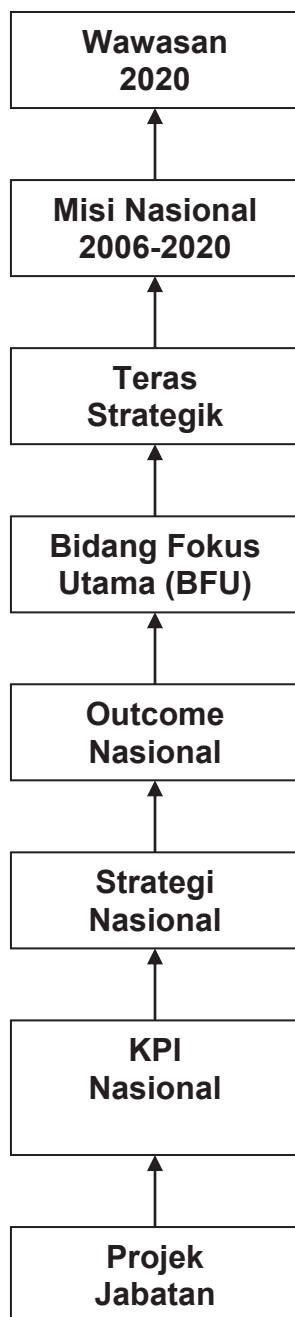 Wawasan
2020
Misi Nasional
2006-2020
Teras
Strategik
Bidang Fokus
Utama (BFU)
Outcome
Nasional
Strategi
Nasional
KPI
Nasional
Projek
Jabatan